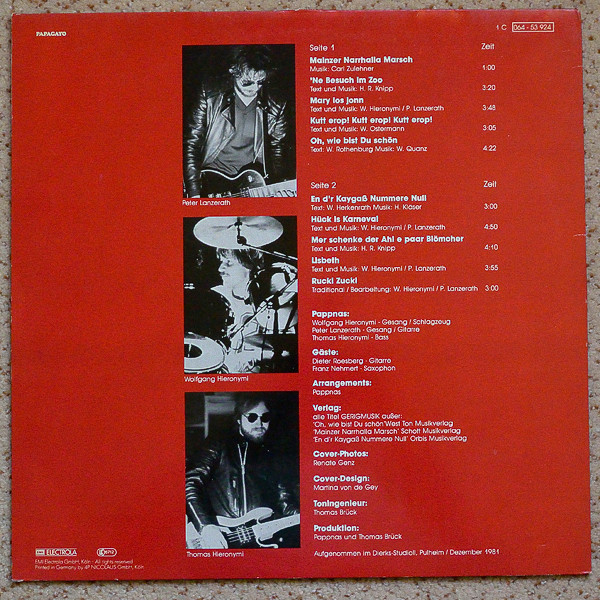 PAPAGAYO
1 C 064-53 924
Seite 1 Zeit
Mainzer Narrhalla Marsch
Musik: Carl Zulehner 1:00
'Ne Besuch im Zoo
Text und Musik: H. R. Knipp 3:20
Mary los jonn
Text und Musik: W. Hieronymi / P. Lanzerath 3:48
Kutt erop! Kutt erop! Kutt erop!
Text und Musik: W. Ostermann 3:05
Oh, wie bist Du schön
Text: W. Rothenburg Musik: W. Quanz 4:22
Peter Lanzerath
Seite 2 Zeit
En d'r Kaygaß Nummere Null
Text: W. Herkenrath Musik: H. Kläser 3:00
Hück is Karneval
Text und Musik: W. Hieronymi / P. Lanzerath 4:50
Mer schenke der Ahl e paar Blömcher
Text und Musik: H. R. Knipp 4:10
Lisbeth
Text und Musik: W. Hieronymi / P. Lanzerath 3:55
Rucki Zucki
Traditional / Bearbeitung: W. Hieronymi / P. Lanzerath 3:00
Wolfgang Hieronymi
Pappnas:
Wolfgang Hieronymi - Gesang / Schlagzeug
Peter Lanzerath - Gesang / Gitarre
Thomas Hieronymi - Bass
Gäste:
Dieter Roesberg - Gitarre
Franz Nehmert - Saxophon
Arrangements:
Pappnas
Verlag:
alle Titel GERIGMUSIK außer:
'Oh, wie bist Du schön' West Ton Musikverlag
'Mainzer Narrhalla Marsch' Schott Musikverlag
'En d'r Kaygaß Nummere Null' Orbis Musikverlag
Cover-Photos:
Renate Genz
Cover-Design:
Martina von de Gey
Toningenieur:
Thomas Brück
Produktion:
Pappnas und Thomas Brück
Thomas Hieronymi
Aufgenommen im Dierks-Studio II, Pulheim / Dezember 1981
EMI ELECTROLA
EMI Electrola GmbH, Köln · All rights reserved
Printed in Germany by 4P NICOLAUS GmbH, Köln